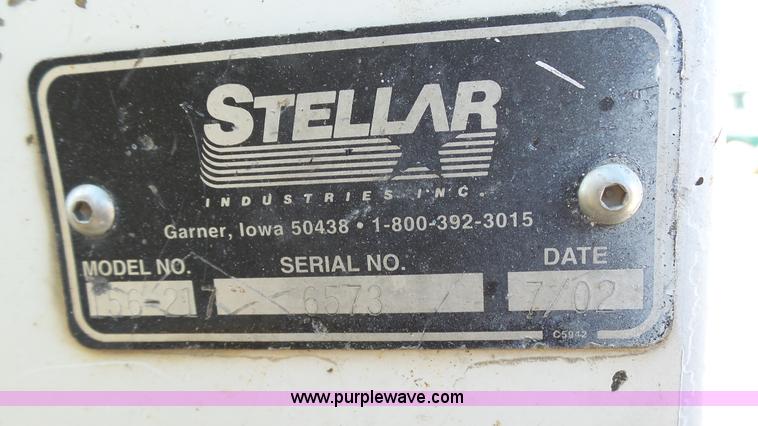 STELLAR
INDUSTRIES INC.
Garner, Iowa 50438 • 1-800-392-3015
MODEL NO. SERIAL NO. DATE
6573 7/02
C5942
www.purplewave.com